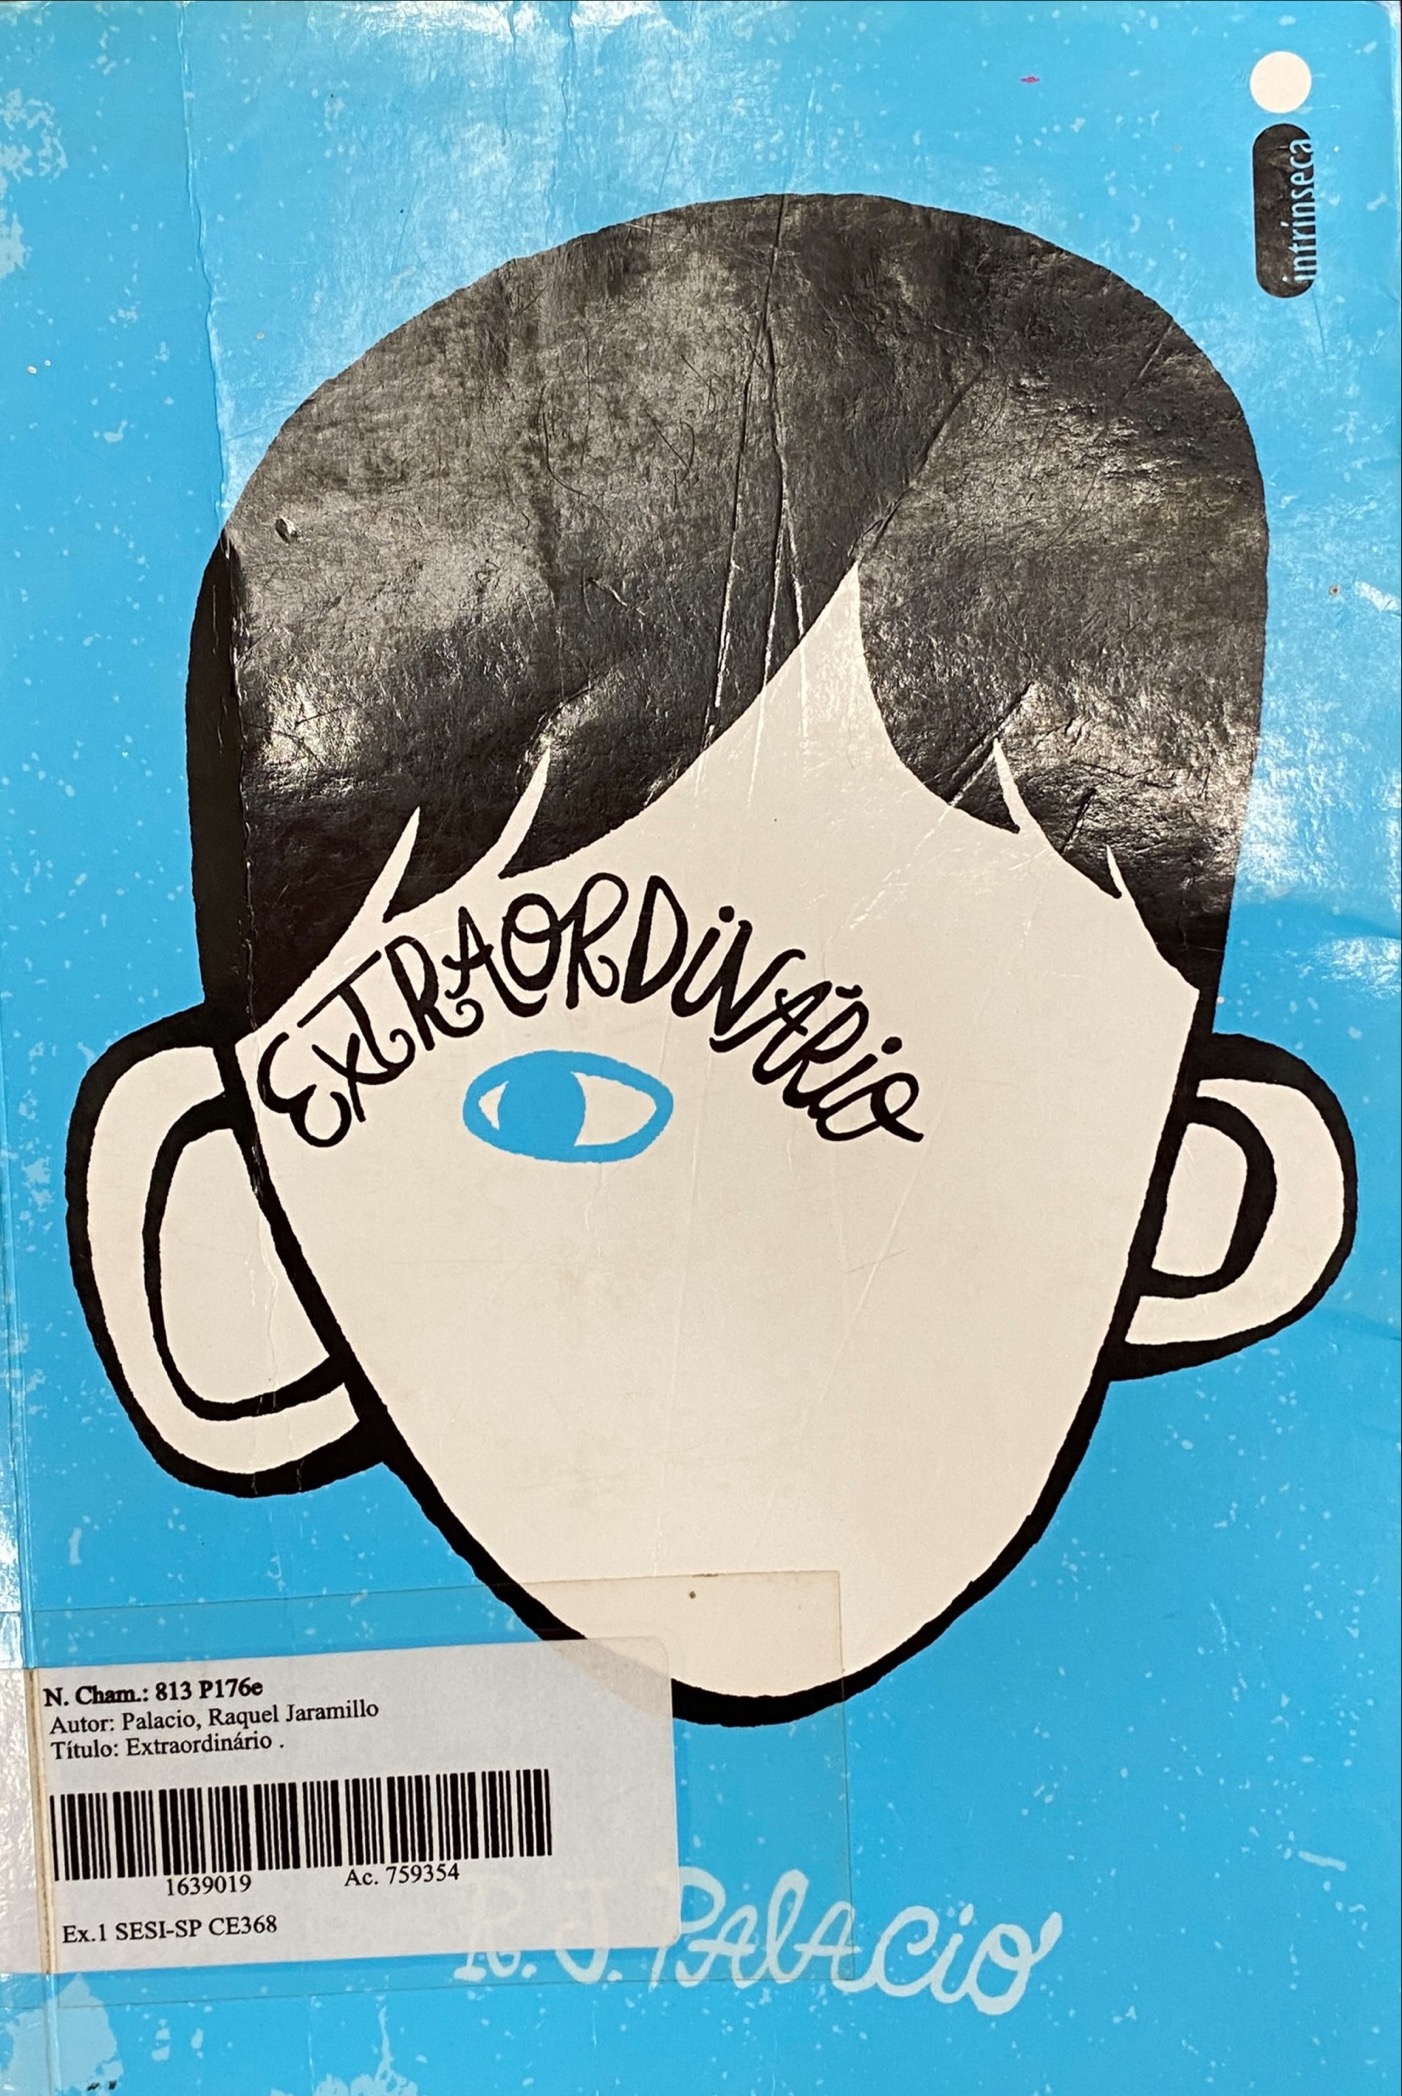 intrínseca
EXTRAORDINÁRIO
N. Cham.: 813 P176e
Autor: Palacio, Raquel Jaramillo
Título: Extraordinário .
1639019 Ac. 759354
Ex.1 SESI-SP CE368
R. J. PALACIO